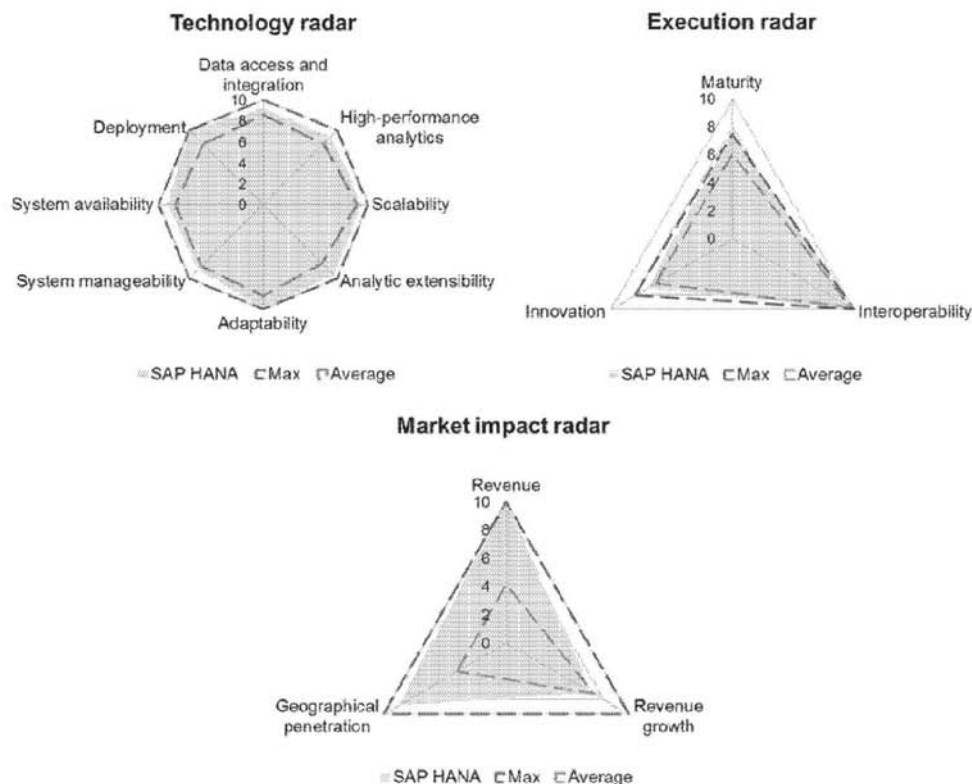 Technology radar
Data access and
integration
10
8
6
4
2
0
High-performance
analytics
Scalability
Analytic extensibility
Adaptability
System manageability
System availability
Deployment
SAP HANA Max Average
Execution radar
Maturity
10
8
6
4
2
0
Interoperability
Innovation
SAP HANA Max Average
Market impact radar
Revenue
10
8
6
4
2
0
Revenue
growth
Geographical
penetration
SAP HANA Max Average